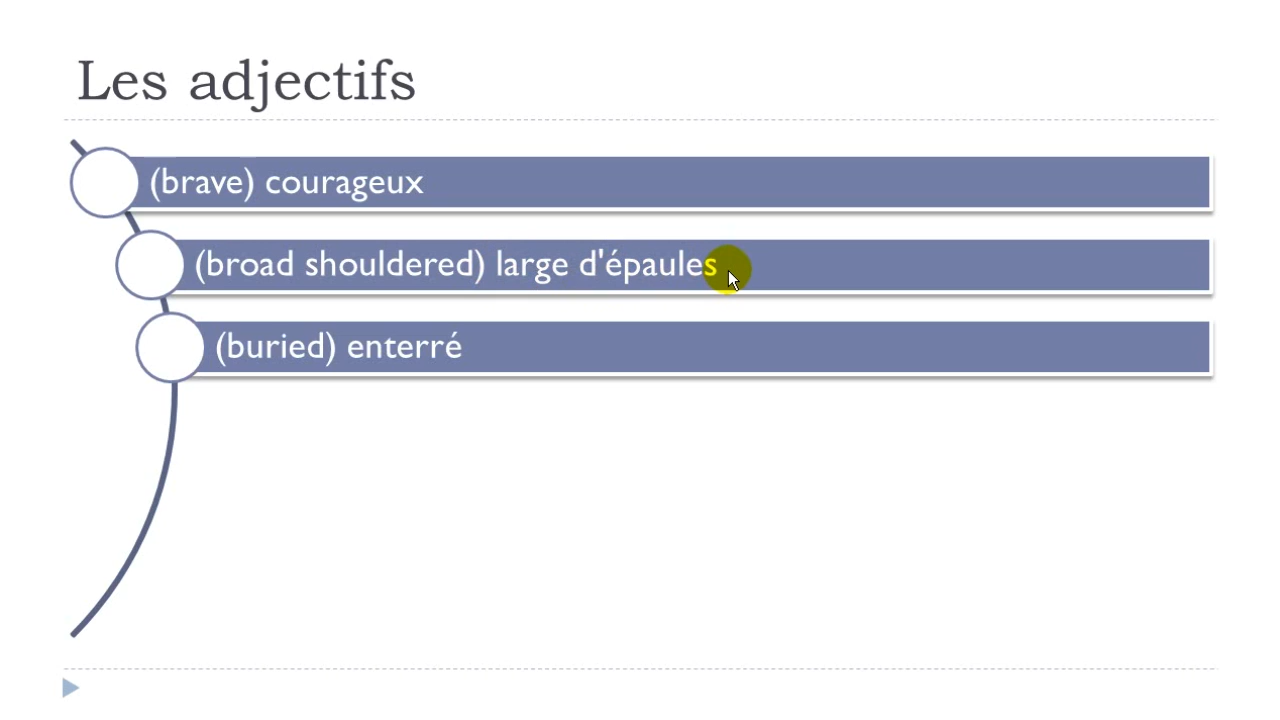 Les adjectifs
(brave) courageux
(broad shouldered) large d'épaules
(buried) enterré